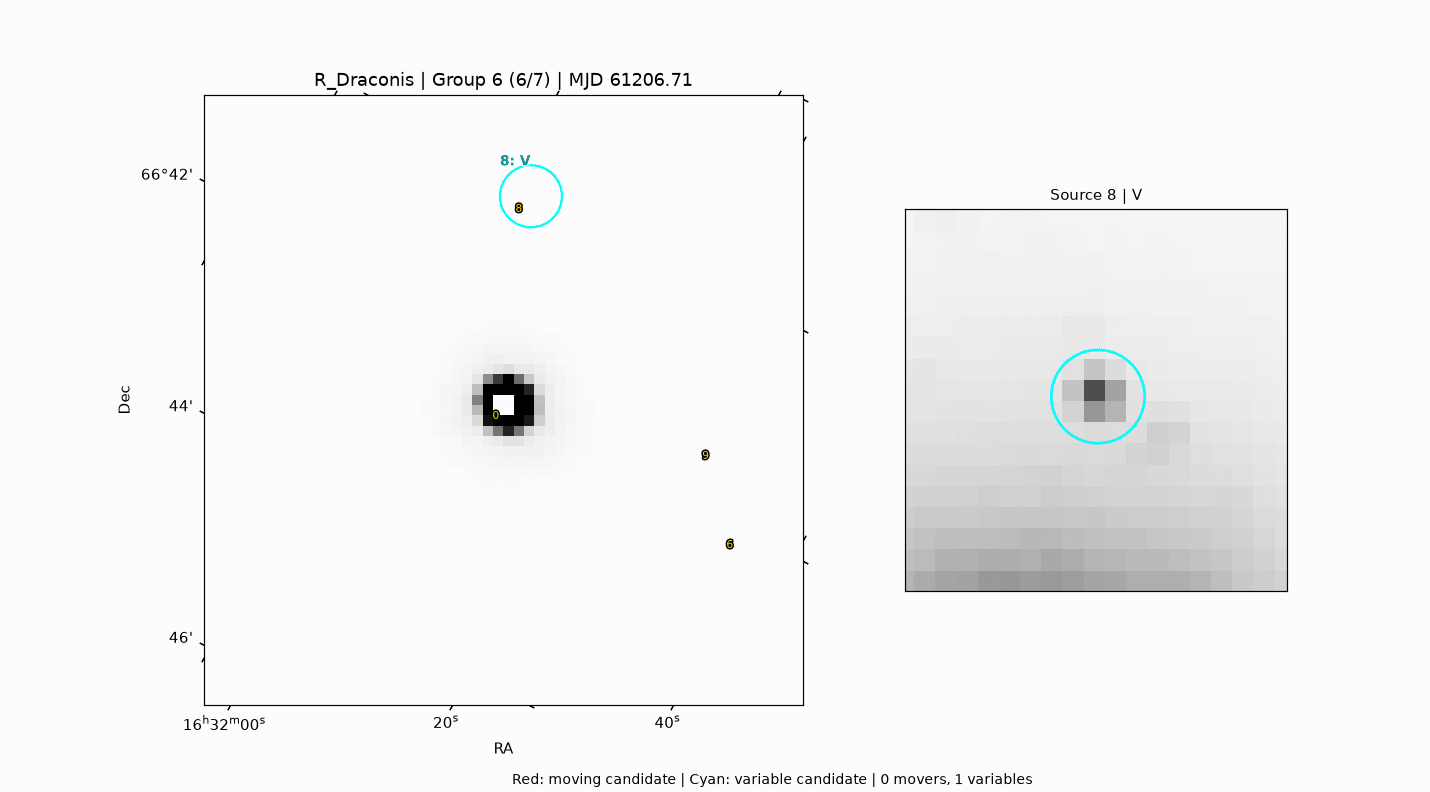 R_Draconis | Group 6 (6/7) | MJD 61206.71
8: V
66°42'
8
Source 8 | V
Dec
44'
0
9
6
46'
16ʰ32ᵐ00ˢ
20ˢ
40ˢ
RA
Red: moving candidate | Cyan: variable candidate | 0 movers, 1 variables